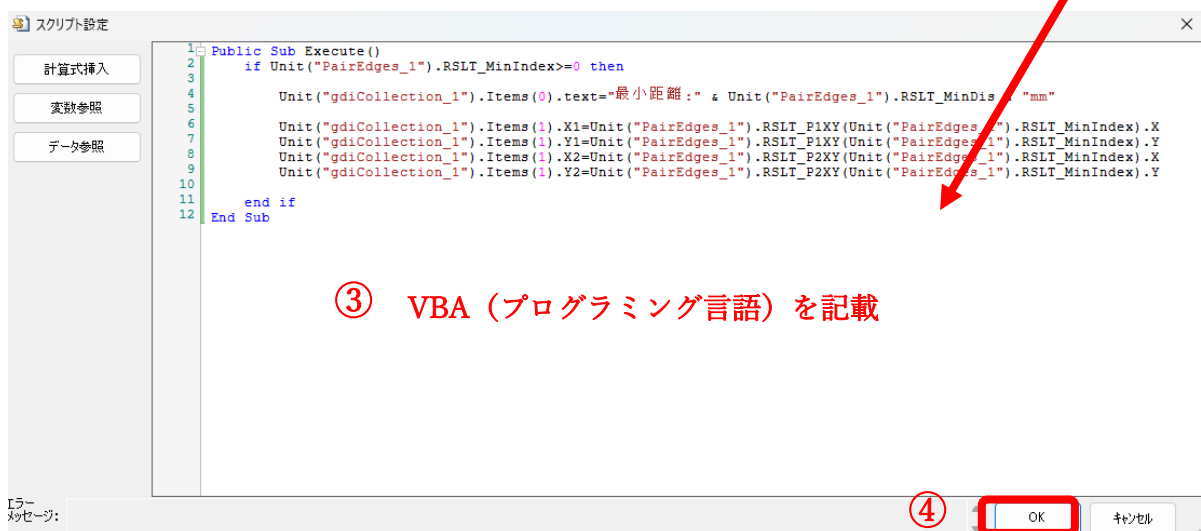 スクリプト設定
計算式挿入
変数参照
データ参照
1 Public Sub Execute()
2 if Unit("PairEdges_1").RSLT_MinIndex>=0 then
3
4 Unit("gdiCollection_1").Items(0).text="最小距離:" & Unit("PairEdges_1").RSLT_MinDis "mm"
5
6 Unit("gdiCollection_1").Items(1).X1=Unit("PairEdges_1").RSLT_P1XY(Unit("PairEdges_1").RSLT_MinIndex).X
7 Unit("gdiCollection_1").Items(1).Y1=Unit("PairEdges_1").RSLT_P1XY(Unit("PairEdges_1").RSLT_MinIndex).Y
8 Unit("gdiCollection_1").Items(1).X2=Unit("PairEdges_1").RSLT_P2XY(Unit("PairEdges_1").RSLT_MinIndex).X
9 Unit("gdiCollection_1").Items(1).Y2=Unit("PairEdges_1").RSLT_P2XY(Unit("PairEdges_1").RSLT_MinIndex).Y
10
11 end if
12 End Sub
③ VBA（プログラミング言語）を記載
エラー
メッセージ:
④ OK キャンセル